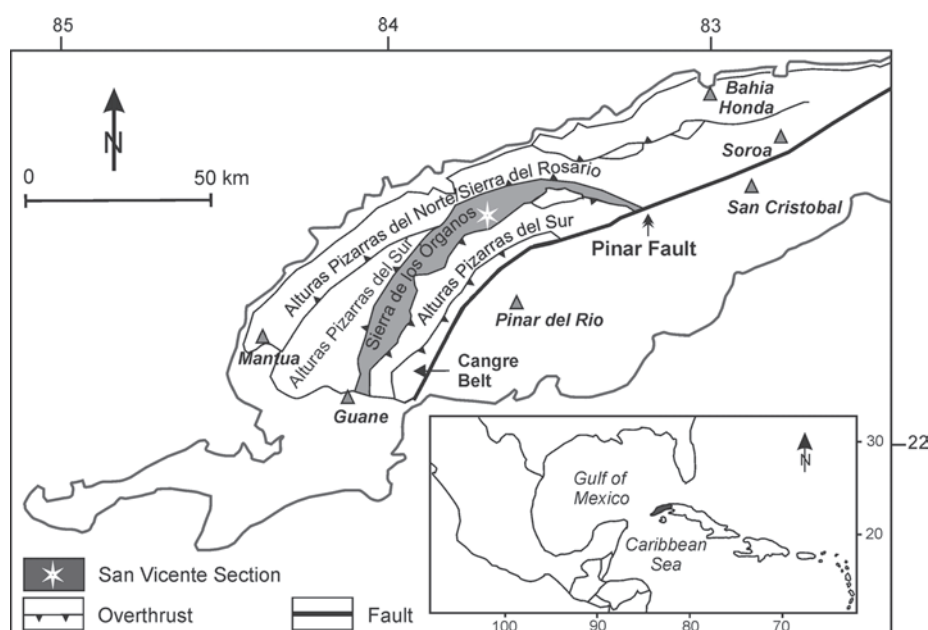 85
84
83
N
0
50 km
Bahia
Honda
Soroa
San Cristobal
Alturas Pizarras del Norte/Sierra del Rosario
Alturas Pizarras del Sur
Sierra de los Órganos
Alturas Pizarras del Sur
Pinar Fault
Pinar del Rio
Mantua
Cangre
Belt
Guane
22
N
30
Gulf of
Mexico
20
Caribbean
Sea
100
90
80
70
San Vicente Section
Overthrust
Fault